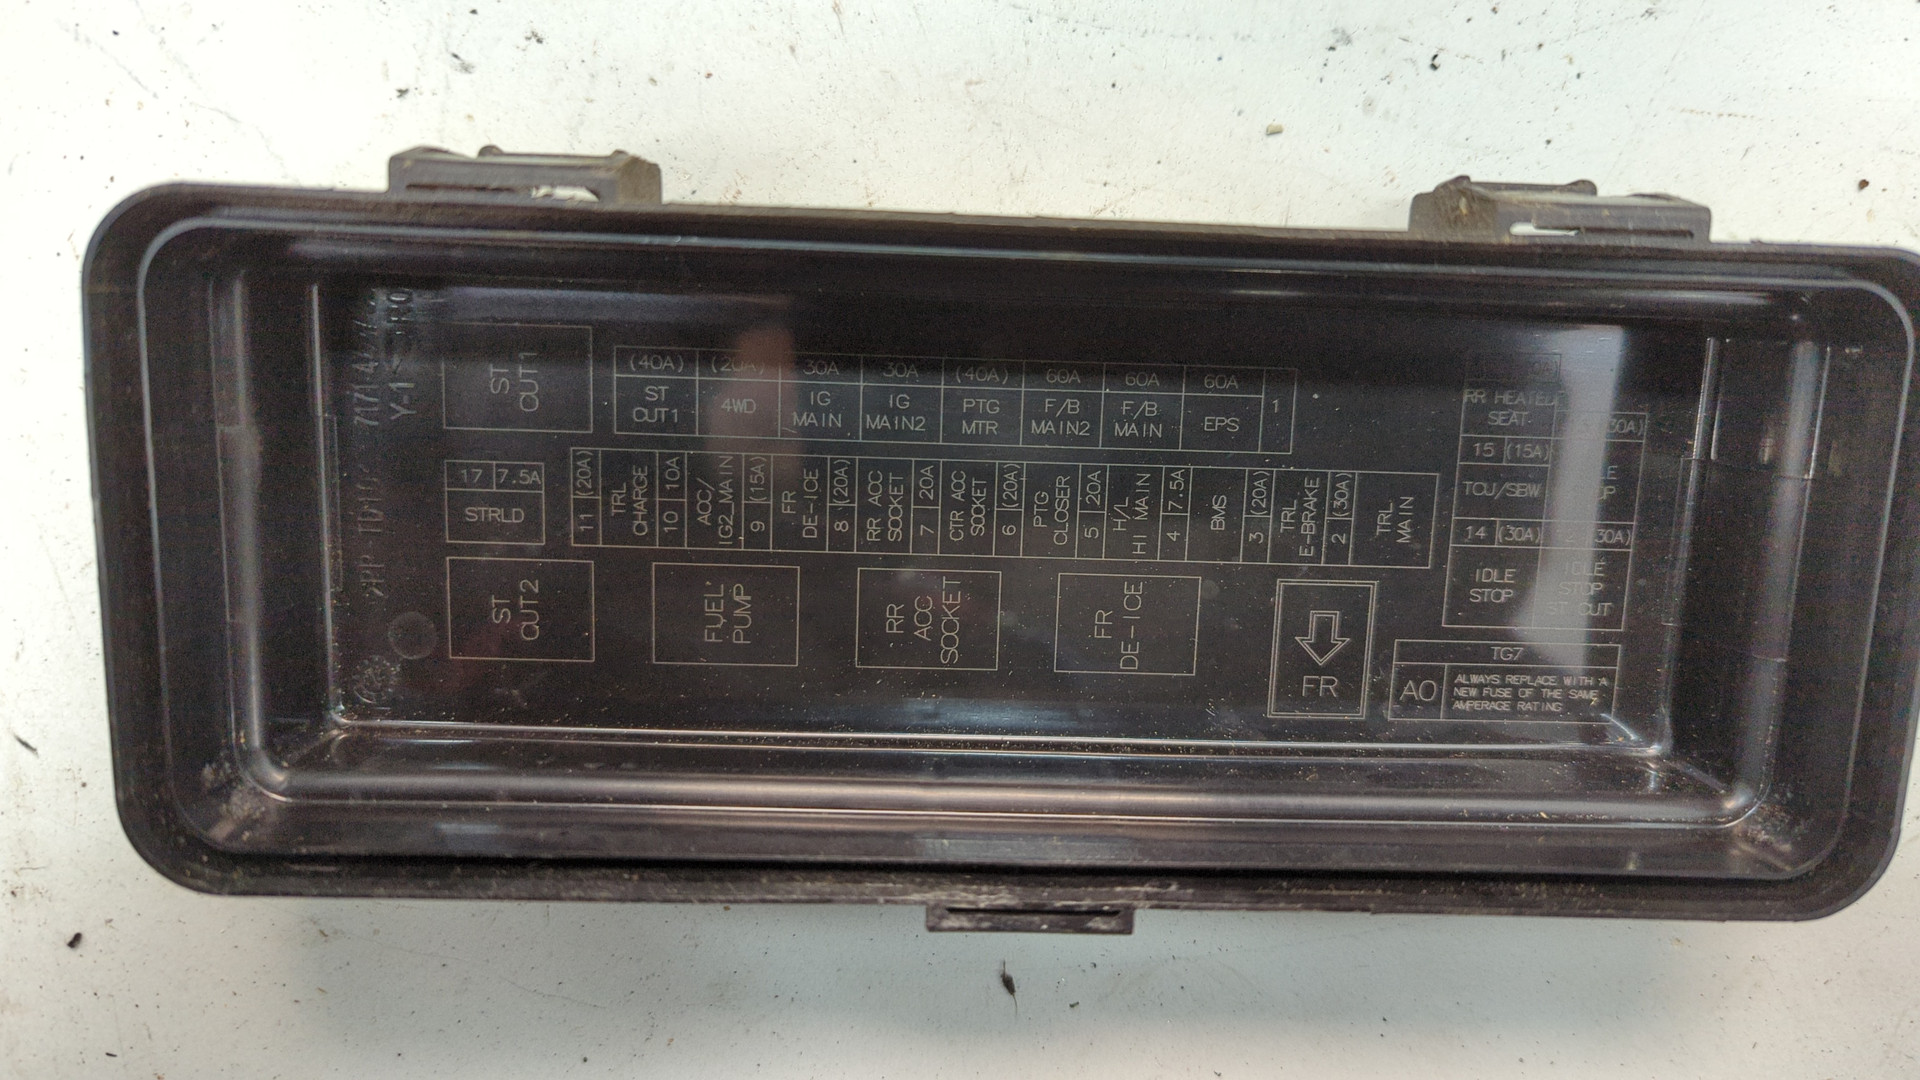 ST
CUT1
(40A) (20A) 30A 30A (40A) 60A 60A 60A
ST
CUT1
4WD
IG
MAIN
IG
MAIN2
PTG
MTR
F/B
MAIN2
F/B
MAIN
EPS
1
17 7.5A
STRLD
11 (20A)
TRL
CHARGE
10 10A
ACC/
IG2_MAIN
9 (15A)
FR
DE-ICE
8 (20A)
RR ACC
SOCKET
7 20A
CTR ACC
SOCKET
6 (20A)
PTG
CLOSER
5 20A
H/L
HI MAIN
4 7.5A
BMS
3 (20A)
TRL
E-BRAKE
2 (30A)
TRL
MAIN
RR HEATED
SEAT
15 (15A)
TCU/SBW
14 (30A)
IDLE
STOP
(30A)
(30A)
IDLE
STOP
ST CUT
ST
CUT2
FUEL
PUMP
RR
ACC
SOCKET
FR
DE-ICE
FR
TG7
AO
ALWAYS REPLACE WITH A
NEW FUSE OF THE SAME
AMPERAGE RATING